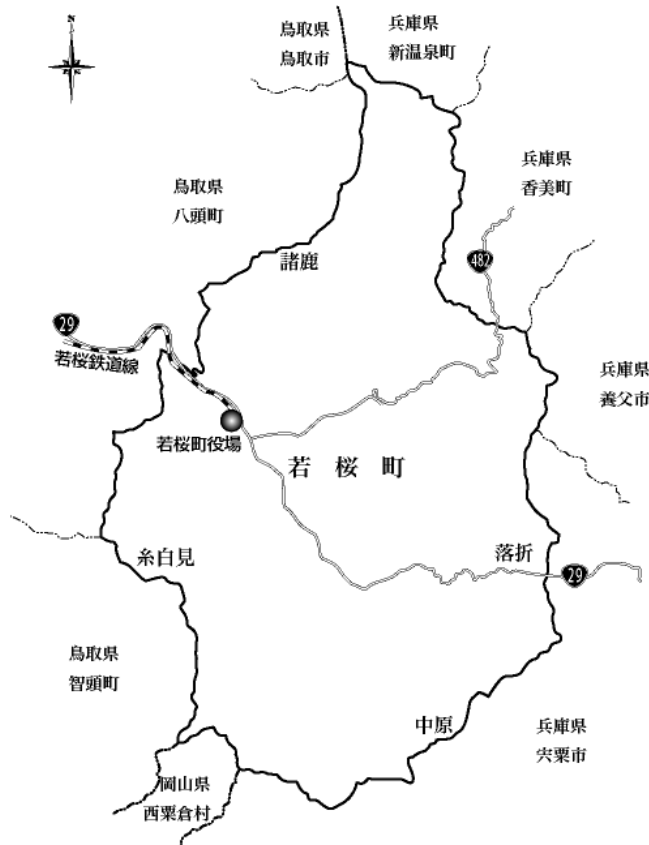 N
鳥取県
鳥取市
兵庫県
新温泉町
兵庫県
香美町
鳥取県
八頭町
諸鹿
482
29
若桜鉄道線
兵庫県
養父市
若桜町役場
若桜町
糸白見
落折
29
鳥取県
智頭町
中原
兵庫県
宍粟市
岡山県
西粟倉村